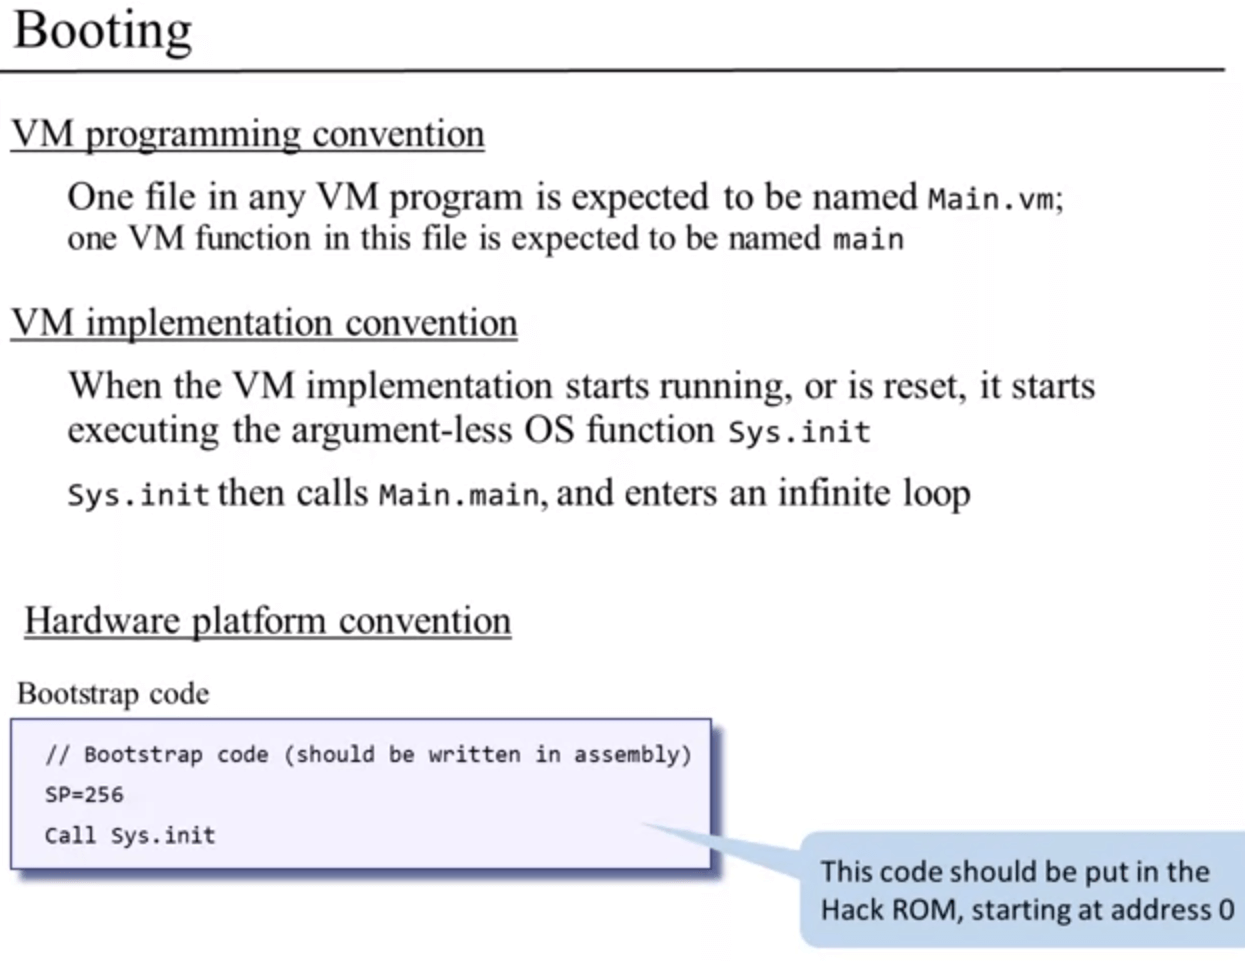 Booting
VM programming convention
One file in any VM program is expected to be named Main.vm;
one VM function in this file is expected to be named main
VM implementation convention
When the VM implementation starts running, or is reset, it starts
executing the argument-less OS function Sys.init
Sys.init then calls Main.main, and enters an infinite loop
Hardware platform convention
Bootstrap code
// Bootstrap code (should be written in assembly)
SP=256
Call Sys.init
This code should be put in the
Hack ROM, starting at address 0